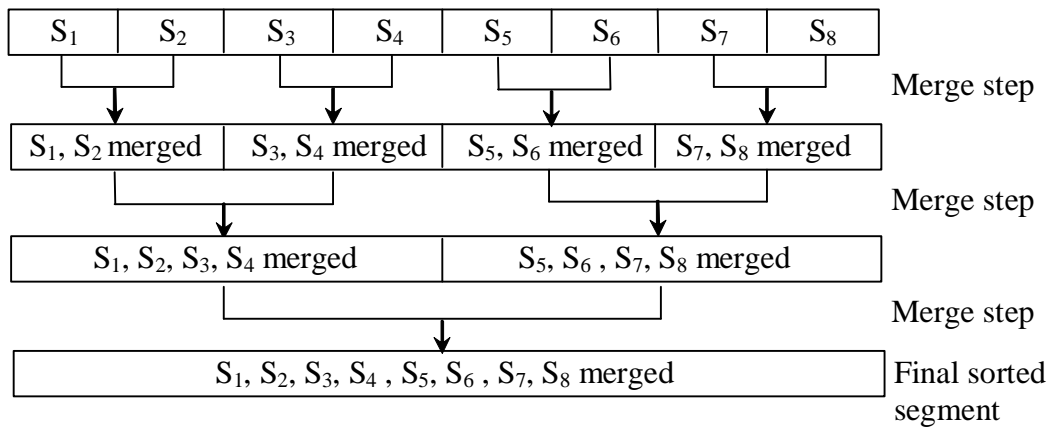 S₁ S₂ S₃ S₄ S₅ S₆ S₇ S₈
Merge step
S₁, S₂ merged S₃, S₄ merged S₅, S₆ merged S₇, S₈ merged
Merge step
S₁, S₂, S₃, S₄ merged S₅, S₆ , S₇, S₈ merged
Merge step
S₁, S₂, S₃, S₄ , S₅, S₆ , S₇, S₈ merged Final sorted
segment